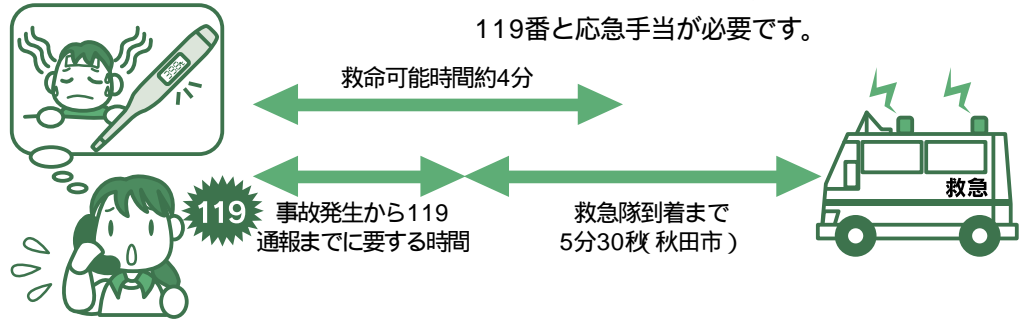 119番と応急手当が必要です。
救命可能時間約4分
119
事故発生から119
通報までに要する時間
救急隊到着まで
5分30秒(秋田市)
救急